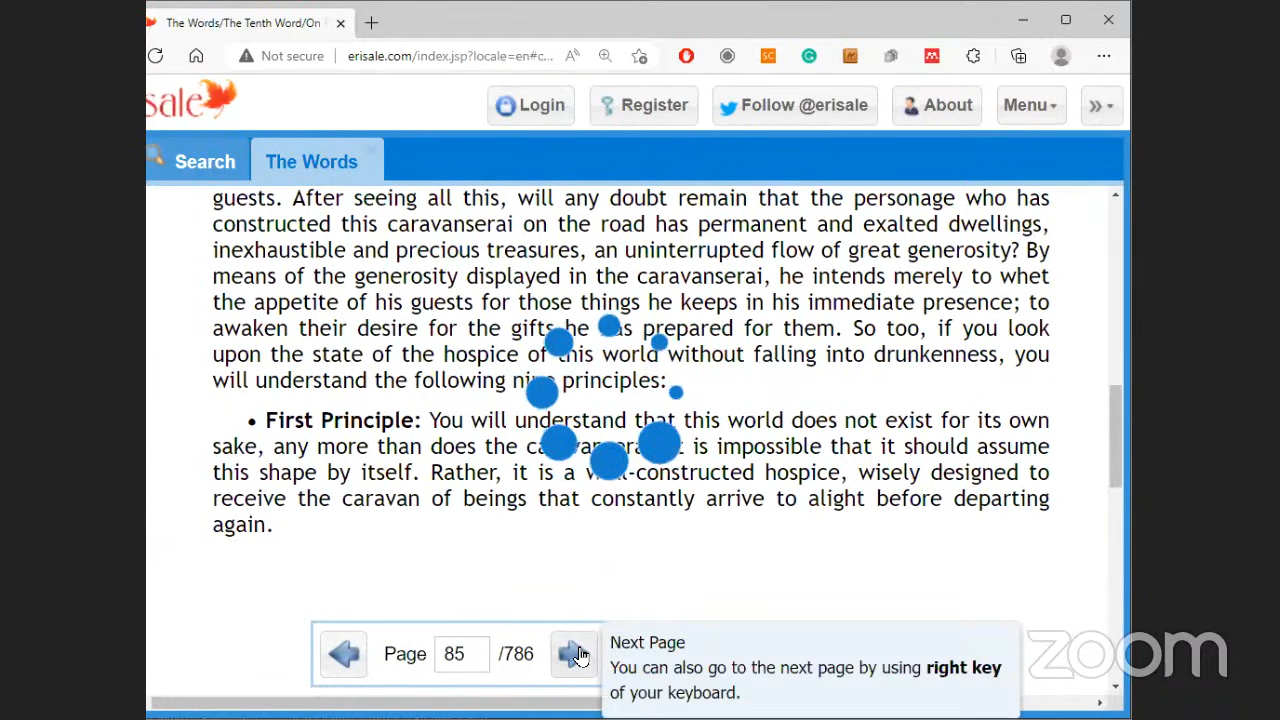 The Words/The Tenth Word/On
Not secure erisale.com/index.jsp?locale=en#c...
isale Login Register Follow @erisale About Menu
Search The Words
guests. After seeing all this, will any doubt remain that the personage who has
constructed this caravanserai on the road has permanent and exalted dwellings,
inexhaustible and precious treasures, an uninterrupted flow of great generosity? By
means of the generosity displayed in the caravanserai, he intends merely to whet
the appetite of his guests for those things he keeps in his immediate presence; to
awaken their desire for the gifts he has prepared for them. So too, if you look
upon the state of the hospice of this world without falling into drunkenness, you
will understand the following nine principles:
• First Principle: You will understand that this world does not exist for its own
sake, any more than does the is impossible that it should assume
this shape by itself. Rather, it is a well-constructed hospice, wisely designed to
receive the caravan of beings that constantly arrive to alight before departing
again.
Page 85 /786
Next Page
You can also go to the next page by using right key
of your keyboard.
zoom